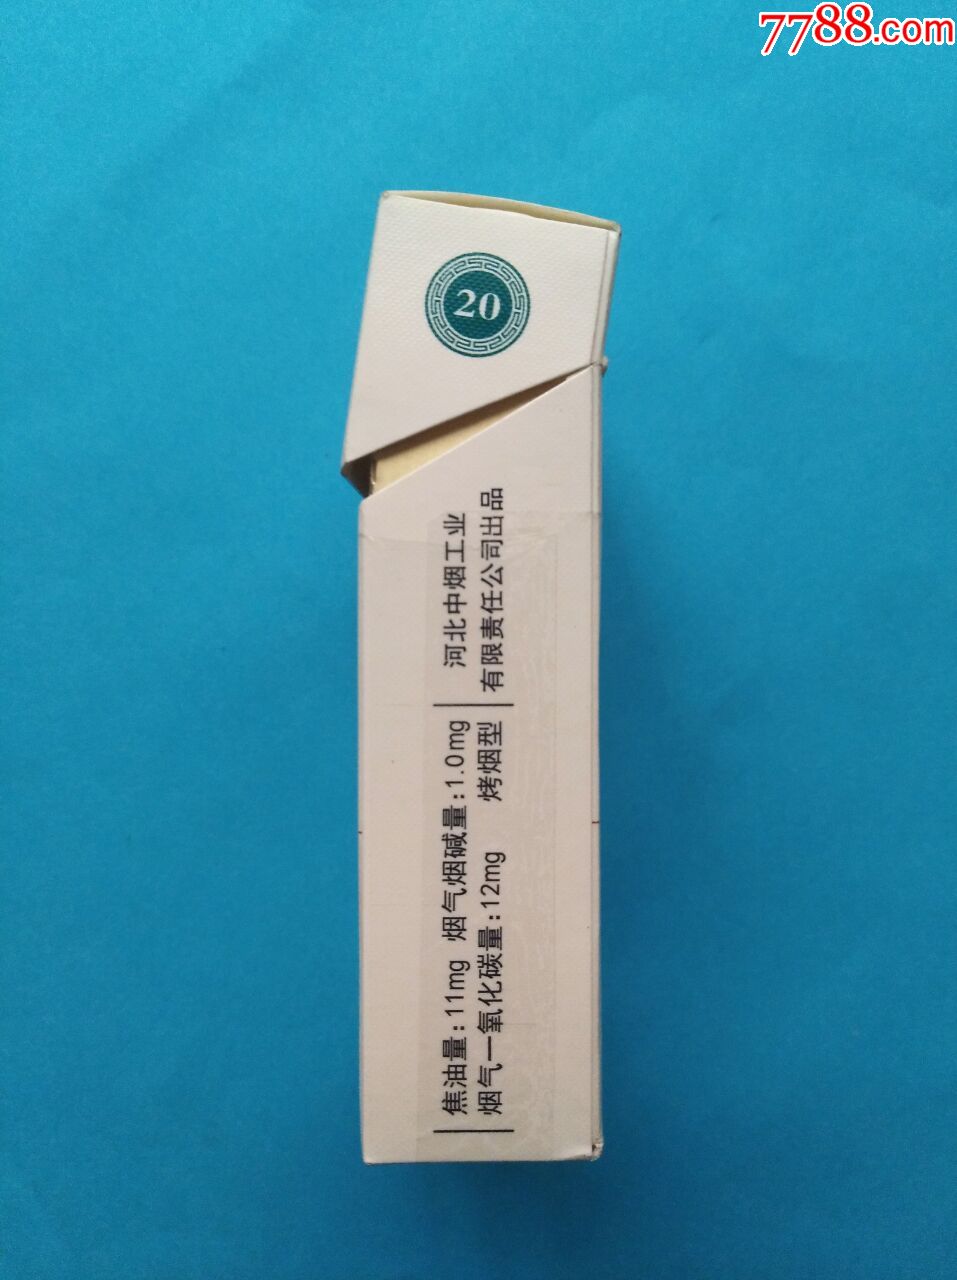 7788.com
20
焦油量:11mg 烟气烟碱量:1.0mg
烟气一氧化碳量:12mg 烤烟型
河北中烟工业
有限责任公司出品